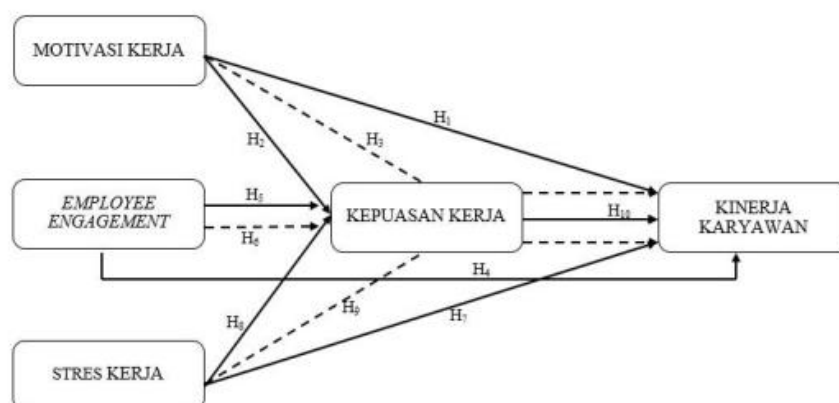 MOTIVASI KERJA
H1
H2
H3
EMPLOYEE
ENGAGEMENT
H5
H6
KEPUASAN KERJA
H10
KINERJA
KARYAWAN
H4
H8
H9
H7
STRES KERJA